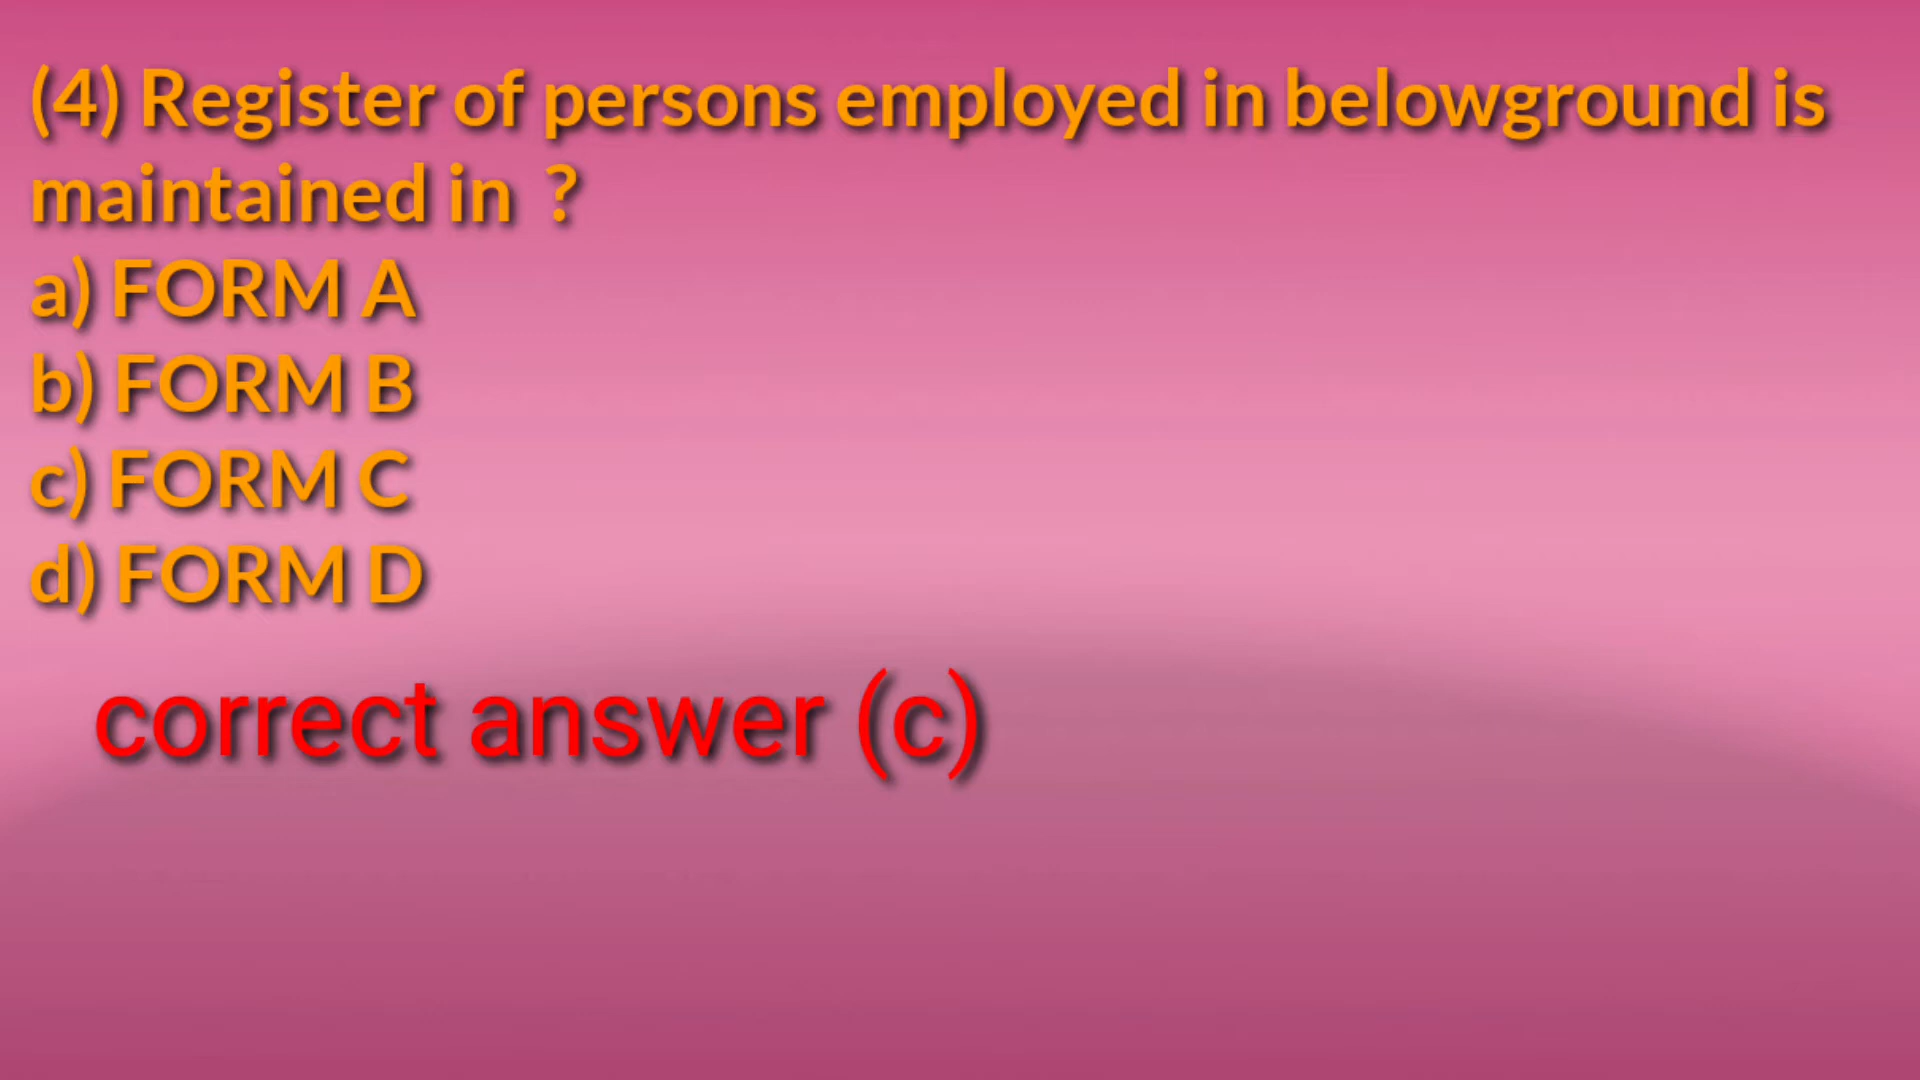 (4) Register of persons employed in belowground is
maintained in ?
a) FORM A
b) FORM B
c) FORM C
d) FORM D
correct answer (c)